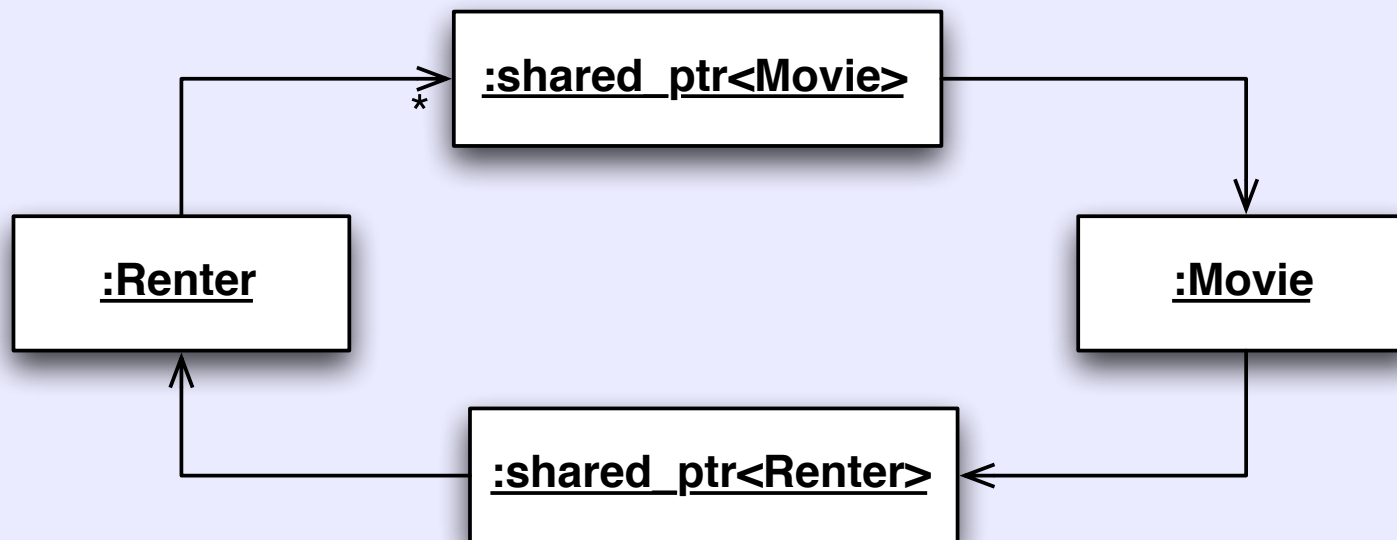 :shared_ptr<Movie>
*
:Renter
:Movie
:shared_ptr<Renter>